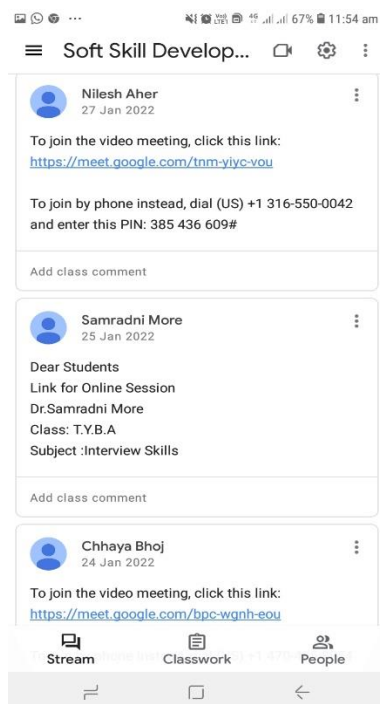 67% 11:54 am
Soft Skill Develop...
Nilesh Aher
27 Jan 2022
To join the video meeting, click this link:
https://meet.google.com/tnm-yiyc-vou
To join by phone instead, dial (US) +1 316-550-0042
and enter this PIN: 385 436 609#
Add class comment
Samradni More
25 Jan 2022
Dear Students
Link for Online Session
Dr.Samradni More
Class: T.Y.B.A
Subject :Interview Skills
Add class comment
Chhaya Bhoj
24 Jan 2022
To join the video meeting, click this link:
https://meet.google.com/bpc-wgnh-eou
Stream Classwork People